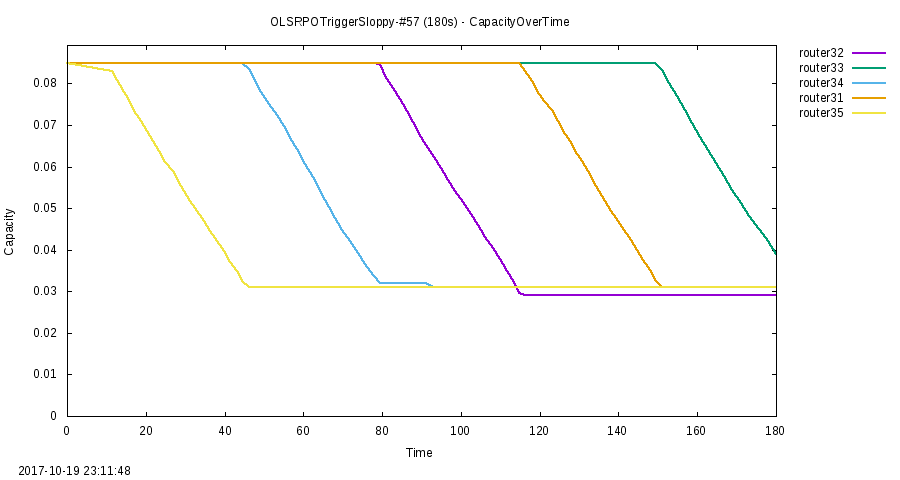 OLSRPOTriggerSloppy-#57 (180s) - CapacityOverTime
router32
router33
router34
router31
router35
0.08
0.07
0.06
0.05
0.04
0.03
0.02
0.01
0
Capacity
0 20 40 60 80 100 120 140 160 180
Time
2017-10-19 23:11:48